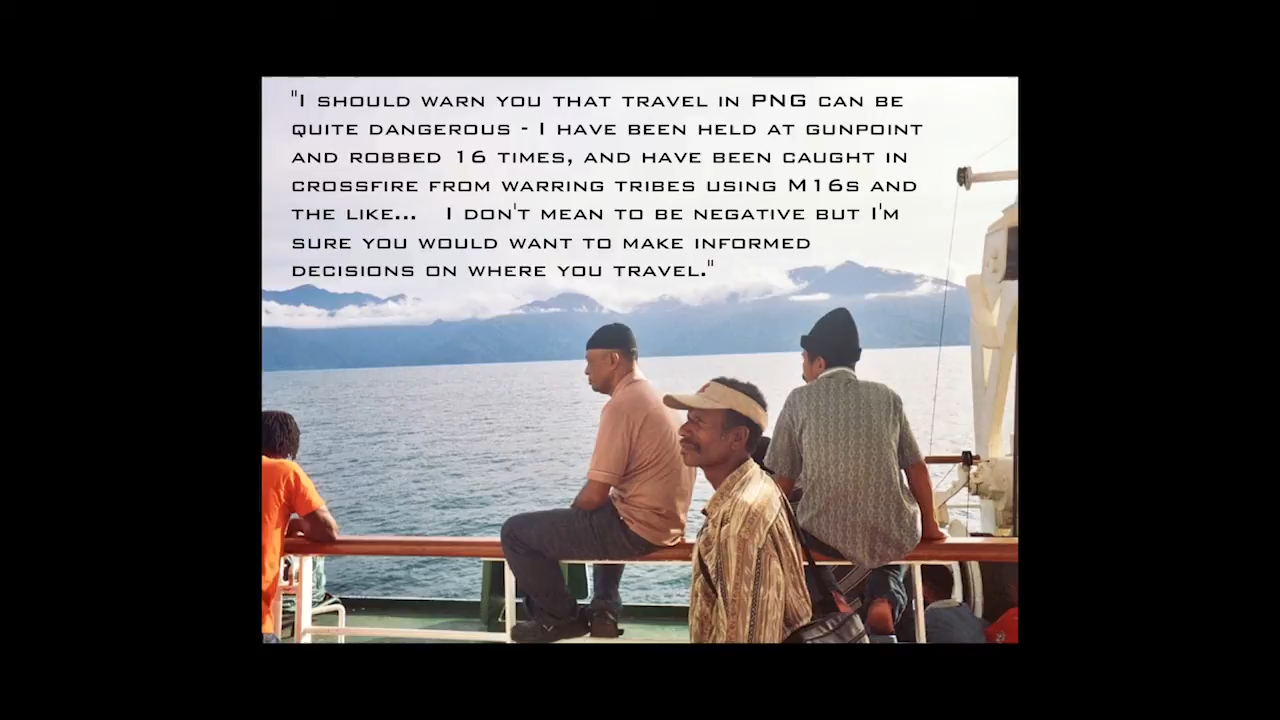 "I SHOULD WARN YOU THAT TRAVEL IN PNG CAN BE
QUITE DANGEROUS - I HAVE BEEN HELD AT GUNPOINT
AND ROBBED 16 TIMES, AND HAVE BEEN CAUGHT IN
CROSSFIRE FROM WARRING TRIBES USING M16S AND
THE LIKE... I DON'T MEAN TO BE NEGATIVE BUT I'M
SURE YOU WOULD WANT TO MAKE INFORMED
DECISIONS ON WHERE YOU TRAVEL."